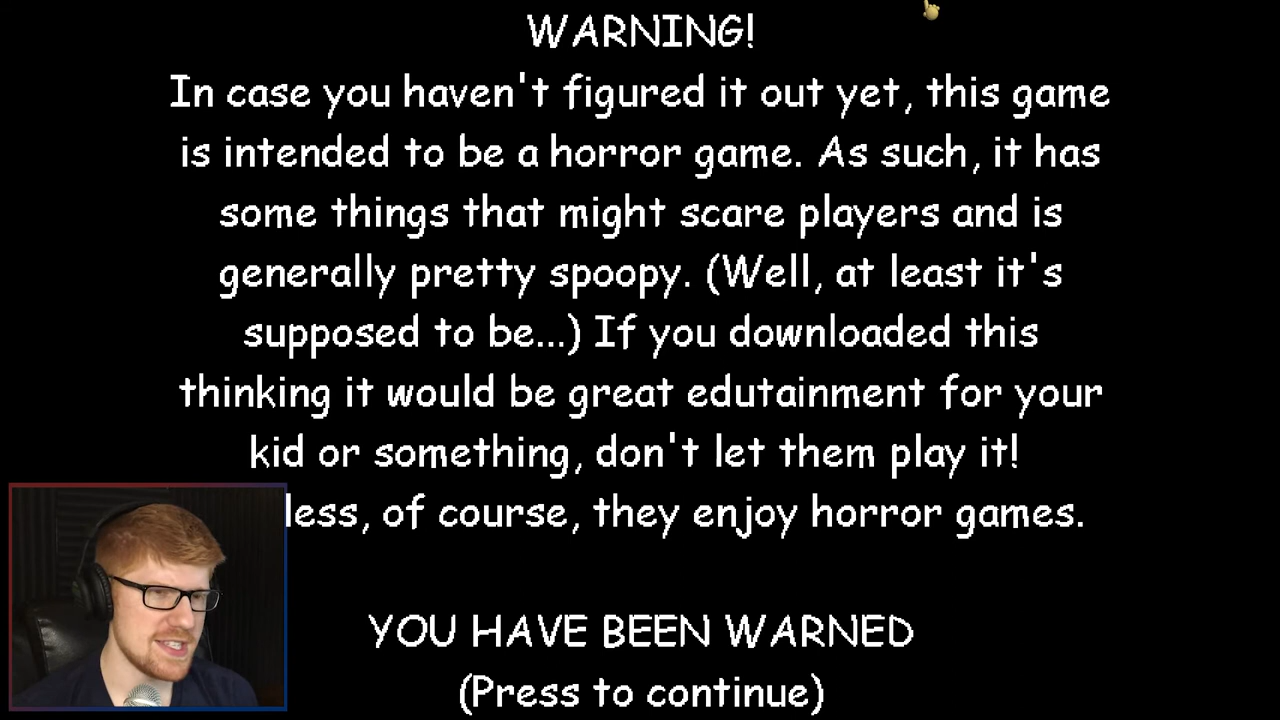 WARNING!
In case you haven't figured it out yet, this game
is intended to be a horror game. As such, it has
some things that might scare players and is
generally pretty spoopy. (Well, at least it's
supposed to be...) If you downloaded this
thinking it would be great edutainment for your
kid or something, don't let them play it!
less, of course, they enjoy horror games.
YOU HAVE BEEN WARNED
(Press to continue)